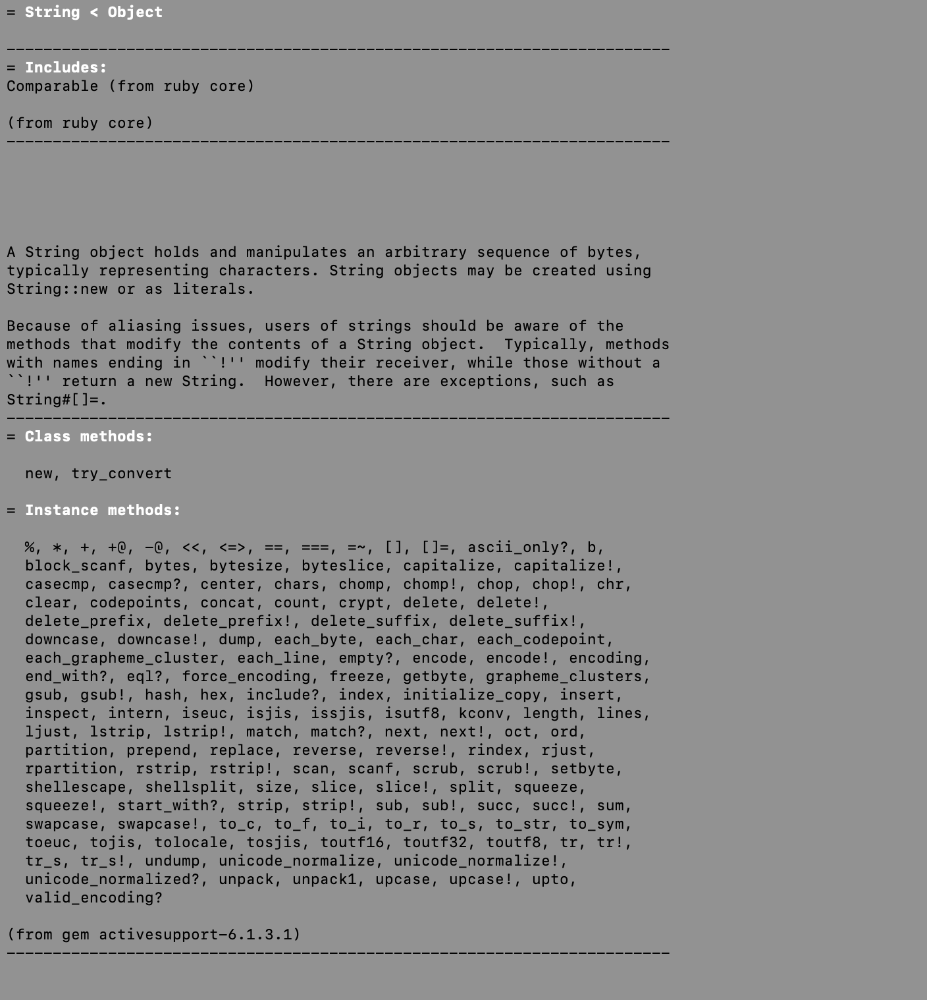 = String < Object
------------------------------------------------------------------------
= Includes:
Comparable (from ruby core)
(from ruby core)
------------------------------------------------------------------------
A String object holds and manipulates an arbitrary sequence of bytes,
typically representing characters. String objects may be created using
String::new or as literals.
Because of aliasing issues, users of strings should be aware of the
methods that modify the contents of a String object.  Typically, methods
with names ending in ``!'' modify their receiver, while those without a
``!'' return a new String.  However, there are exceptions, such as
String#[]=.
------------------------------------------------------------------------
= Class methods:
  new, try_convert
= Instance methods:
  %, *, +, +@, -@, <<, <=>, ==, ===, =~, [], []=, ascii_only?, b,
  block_scanf, bytes, bytesize, byteslice, capitalize, capitalize!,
  casecmp, casecmp?, center, chars, chomp, chomp!, chop, chop!, chr,
  clear, codepoints, concat, count, crypt, delete, delete!,
  delete_prefix, delete_prefix!, delete_suffix, delete_suffix!,
  downcase, downcase!, dump, each_byte, each_char, each_codepoint,
  each_grapheme_cluster, each_line, empty?, encode, encode!, encoding,
  end_with?, eql?, force_encoding, freeze, getbyte, grapheme_clusters,
  gsub, gsub!, hash, hex, include?, index, initialize_copy, insert,
  inspect, intern, iseuc, isjis, issjis, isutf8, kconv, length, lines,
  ljust, lstrip, lstrip!, match, match?, next, next!, oct, ord,
  partition, prepend, replace, reverse, reverse!, rindex, rjust,
  rpartition, rstrip, rstrip!, scan, scanf, scrub, scrub!, setbyte,
  shellescape, shellsplit, size, slice, slice!, split, squeeze,
  squeeze!, start_with?, strip, strip!, sub, sub!, succ, succ!, sum,
  swapcase, swapcase!, to_c, to_f, to_i, to_r, to_s, to_str, to_sym,
  toeuc, tojis, tolocale, tosjis, toutf16, toutf32, toutf8, tr, tr!,
  tr_s, tr_s!, undump, unicode_normalize, unicode_normalize!,
  unicode_normalized?, unpack, unpack1, upcase, upcase!, upto,
  valid_encoding?
(from gem activesupport-6.1.3.1)
------------------------------------------------------------------------